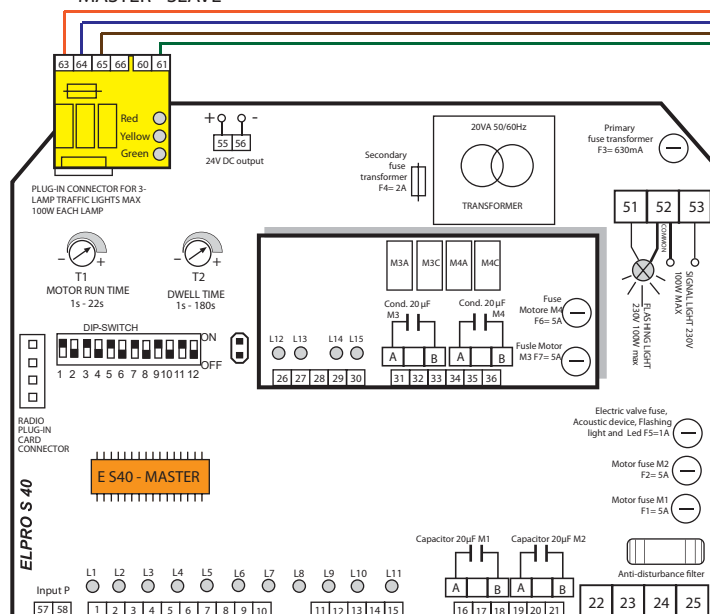 MASTER - SLAVE
63 64 65 66 60 61
Red
Yellow
Green
PLUG-IN CONNECTOR FOR 3-
LAMP TRAFFIC LIGHTS MAX
100W EACH LAMP
+ -
55 56
24V DC output
Secondary
fuse
transformer
F4= 2A
20VA 50/60Hz
TRANSFORMER
Primary
fuse transformer
F3= 630mA
51 52 53
COMMON
FLASHING LIGHT
230V 100W max
SIGNAL LIGHT 230V
100W MAX
- +
T1
MOTOR RUN TIME
1s - 22s
- +
T2
DWELL TIME
1s - 180s
DIP-SWITCH
ON
OFF
1 2 3 4 5 6 7 8 9 10 11 12
RADIO
PLUG-IN
CARD
CONNECTOR
M3A M3C M4A M4C
Cond. 20 µF
M3
Cond. 20 µF
M4
Fuse
Motore M4
F6= 5A
Fusle Motor
M3 F7= 5A
L12 L13 L14 L15
A B A B
26 27 28 29 30
31 32 33 34 35 36
E S40 - MASTER
ELPRO S 40
Electric valve fuse,
Acoustic device, Flashing
light and Led F5=1A
Motor fuse M2
F2= 5A
Motor fuse M1
F1= 5A
Anti-disturbance filter
Capacitor 20µF M1
Capacitor 20µF M2
A B A B
L1 L2 L3 L4 L5 L6 L7 L8 L9 L10 L11
Input P
57 58
1 2 3 4 5 6 7 8 9 10
11 12 13 14 15
16 17 18 19 20 21
22 23 24 25